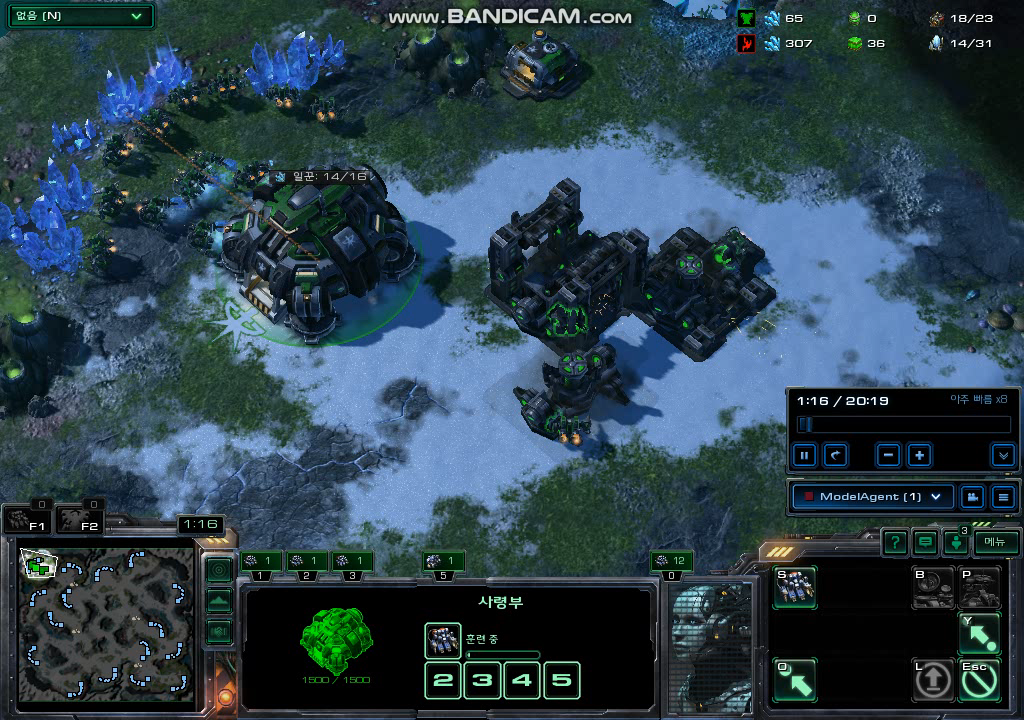 없음 (N)
www.BANDICAM.com
65 0 18/23
307 36 14/31
일꾼: 14/16
1:16 / 20:19 아주 빠름 x8
ModelAgent (1)
0 0
F1 F2
1:16
1 1 1 1 12
1 2 3 5 0
3
메뉴
사령부
훈련 중
1500 / 1500
2 3 4 5
S B P
Y
O L Esc